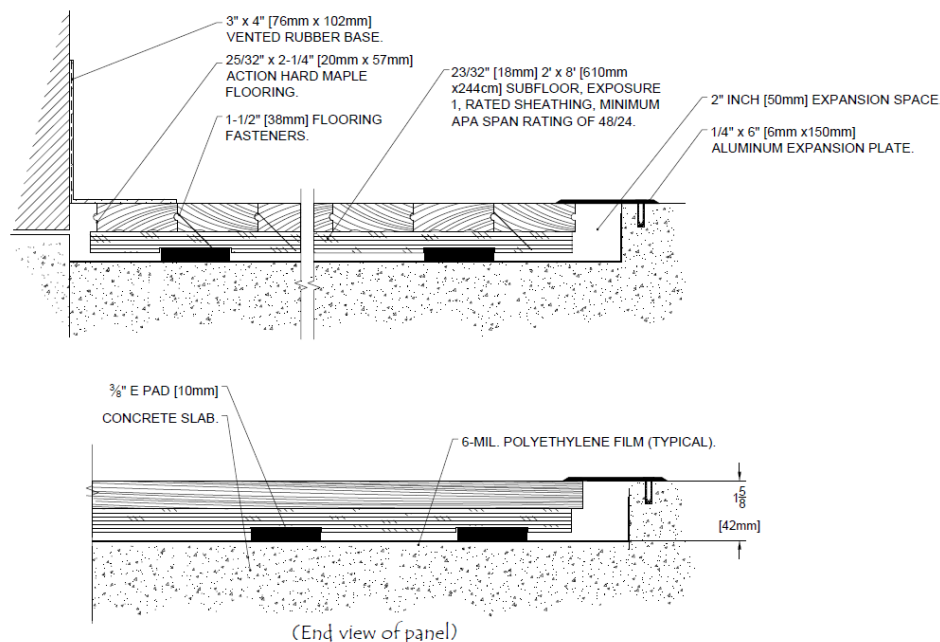 3" x 4" [76mm x 102mm]
VENTED RUBBER BASE.
25/32" x 2-1/4" [20mm x 57mm]
ACTION HARD MAPLE
FLOORING.
1-1/2" [38mm] FLOORING
FASTENERS.
23/32" [18mm] 2' x 8' [610mm
x244cm] SUBFLOOR, EXPOSURE
1, RATED SHEATHING, MINIMUM
APA SPAN RATING OF 48/24.
2" INCH [50mm] EXPANSION SPACE
1/4" x 6" [6mm x150mm]
ALUMINUM EXPANSION PLATE.
⅜" E PAD [10mm]
CONCRETE SLAB.
6-MIL. POLYETHYLENE FILM (TYPICAL).
1⅝
[42mm]
(End view of panel)